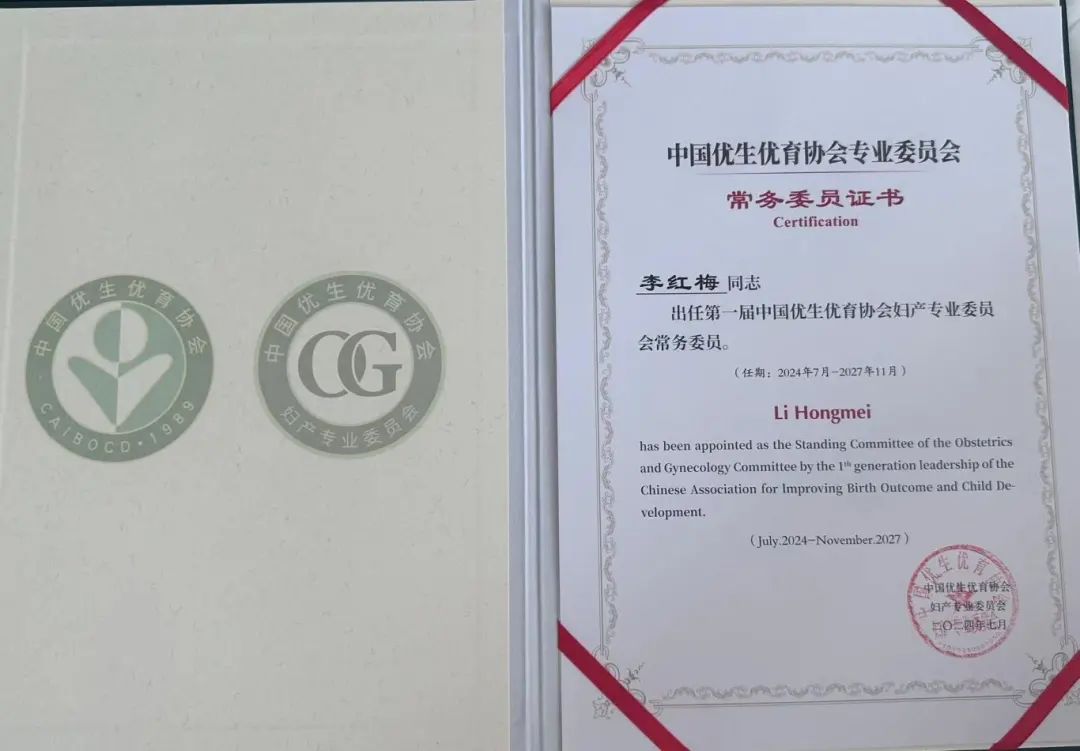 中国优生优育协会
CAIBOCD·1989
中国优生优育协会
OG
妇产专业委员会
中国优生优育协会专业委员会
常务委员证书
Certification
李红梅 同志
出任第一届中国优生优育协会妇产专业委员
会常务委员。
（任期：2024年7月-2027年11月）
Li Hongmei
has been appointed as the Standing Committee of the Obstetrics
and Gynecology Committee by the 1th generation leadership of the
Chinese Association for Improving Birth Outcome and Child De-
velopment.
（July.2024-November.2027）
中国优生优育协会
妇产专业委员会
二〇二四年七月